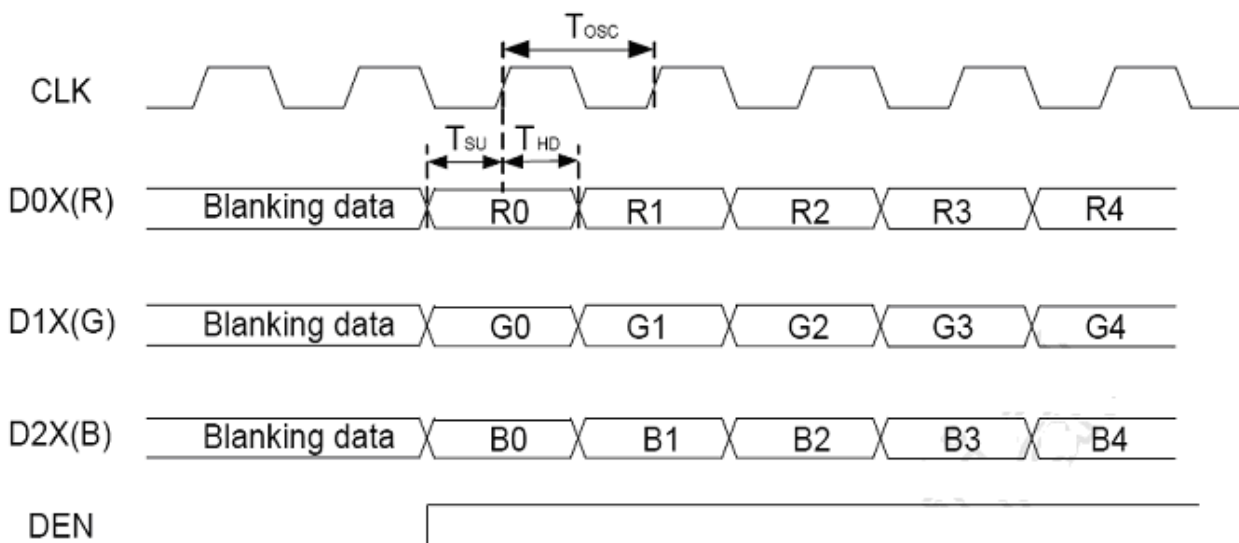 TOSC
CLK
TSU THD
D0X(R) Blanking data R0 R1 R2 R3 R4
D1X(G) Blanking data G0 G1 G2 G3 G4
D2X(B) Blanking data B0 B1 B2 B3 B4
DEN